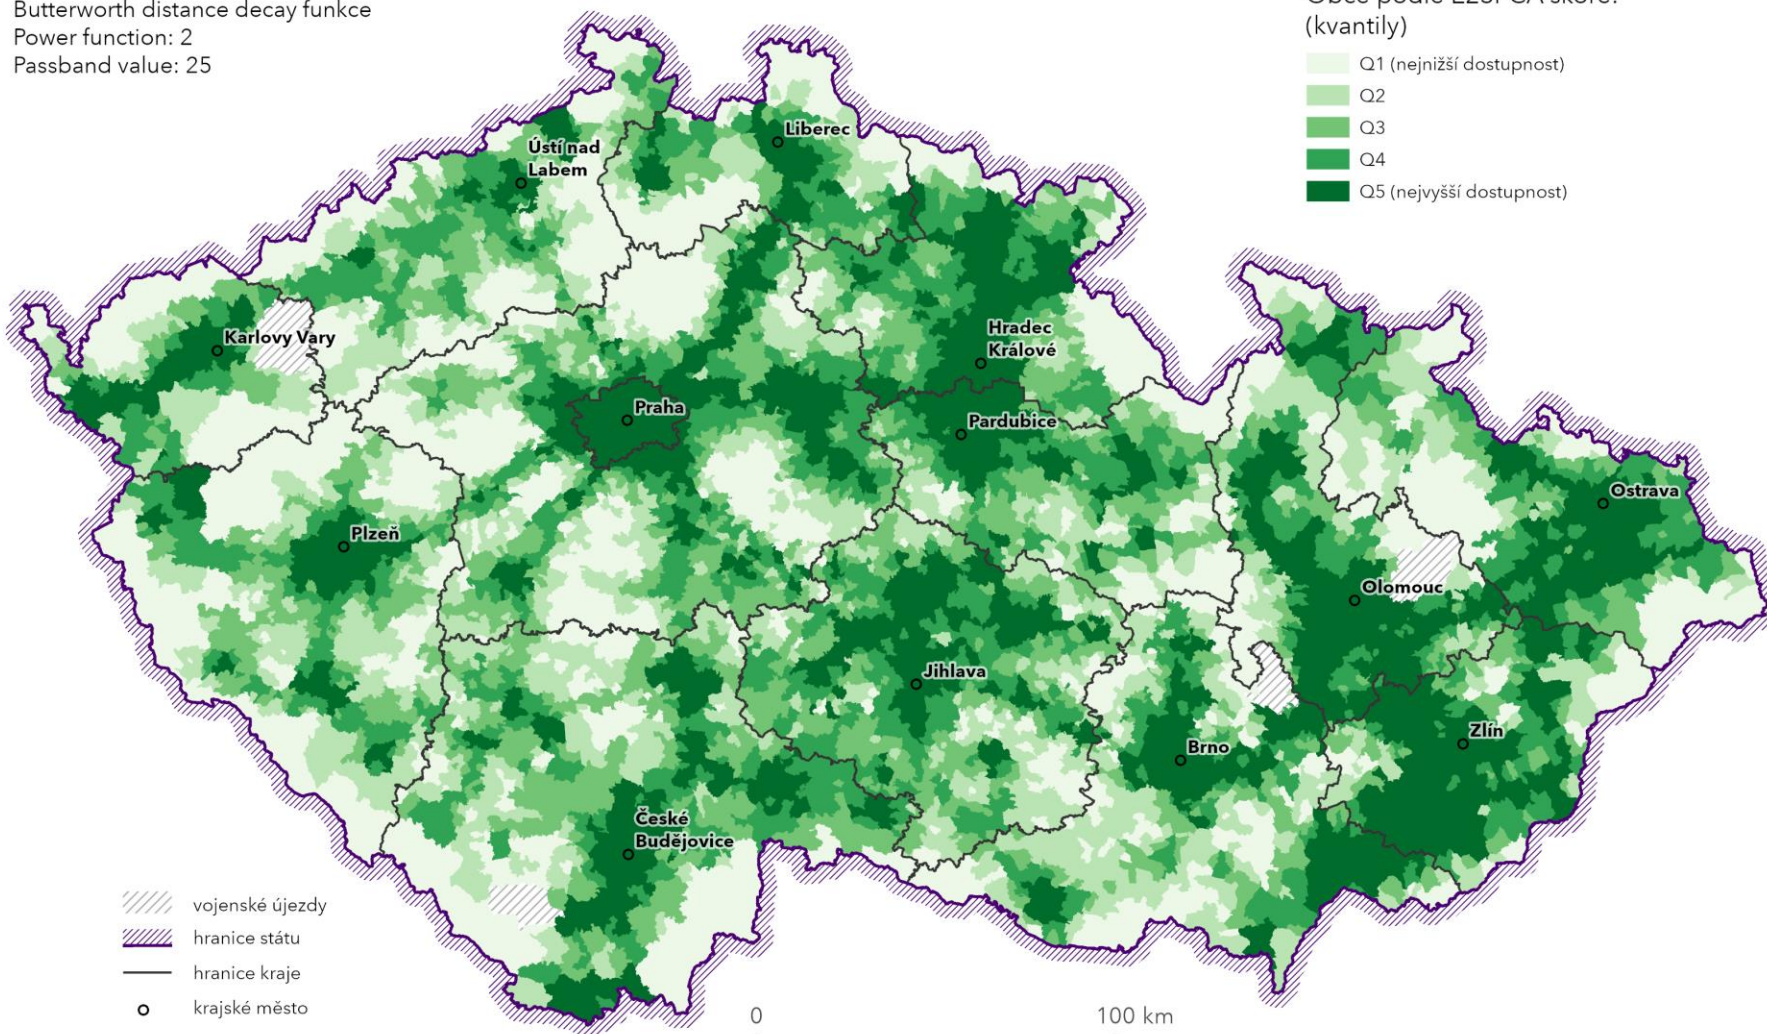 Butterworth distance decay funkce
Power function: 2
Passband value: 25
(kvantily)
Q1 (nejnižší dostupnost)
Q2
Q3
Q4
Q5 (nejvyšší dostupnost)
Liberec
Ústí nad
Labem
Karlovy Vary
Hradec
Králové
Praha
Pardubice
Ostrava
Plzeň
Olomouc
Jihlava
Zlín
Brno
České
Budějovice
vojenské újezdy
hranice státu
hranice kraje
krajské město
0 100 km